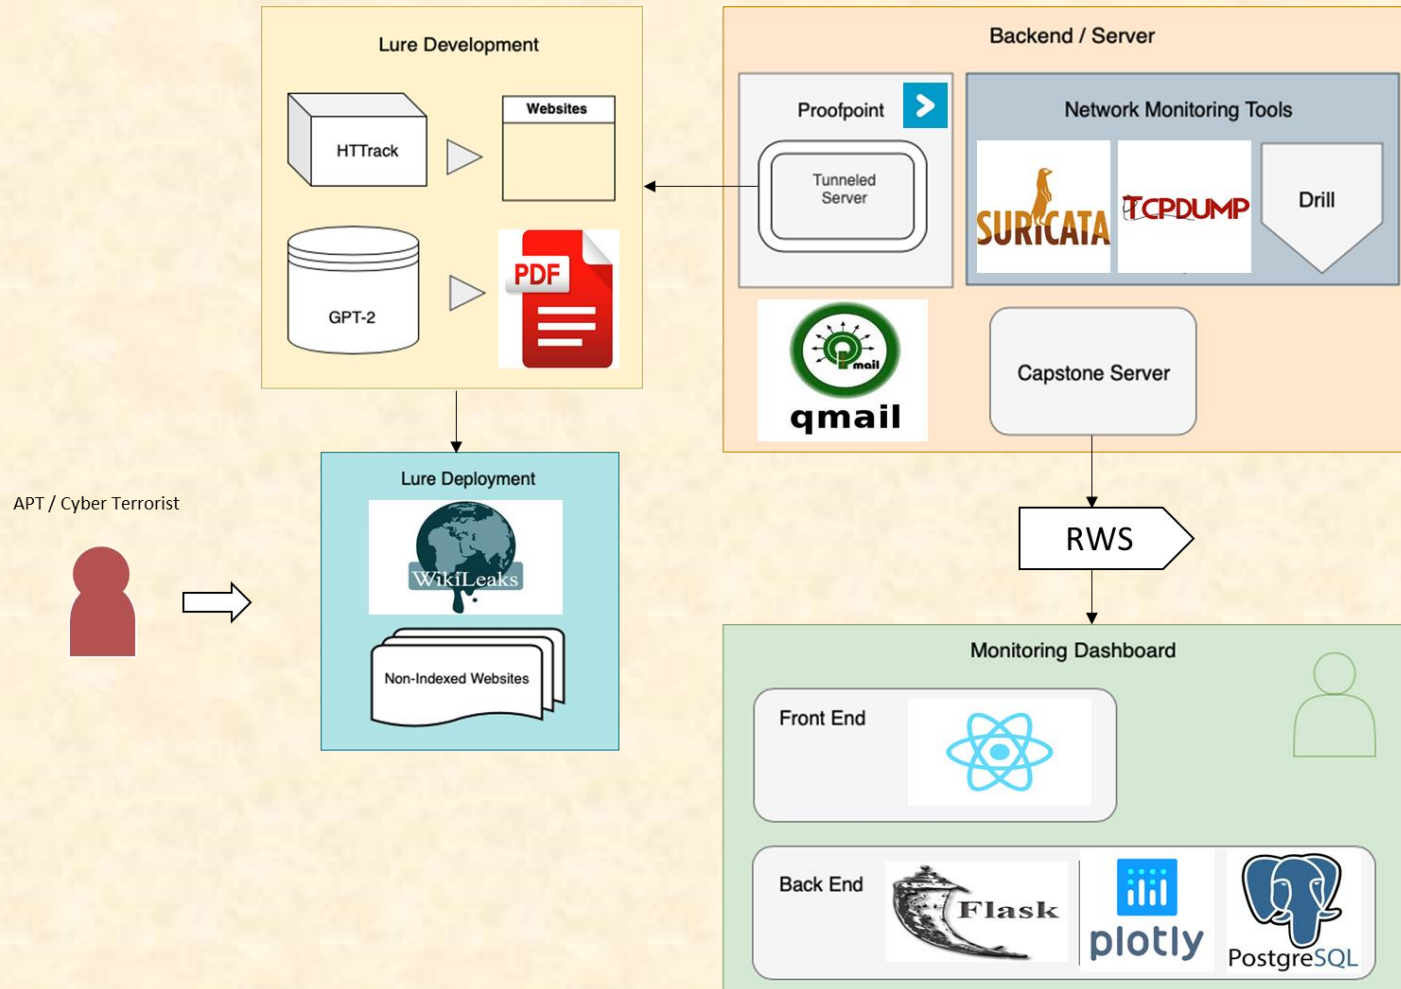 Lure Development
HTTrack
Websites
GPT-2
PDF
Backend / Server
Proofpoint
Tunneled
Server
Network Monitoring Tools
SURICATA
TCPDUMP
Drill
Qmail
qmail
Capstone Server
RWS
APT / Cyber Terrorist
Lure Deployment
WikiLeaks
Non-Indexed Websites
Monitoring Dashboard
Front End
Back End
Flask
plotly
PostgreSQL